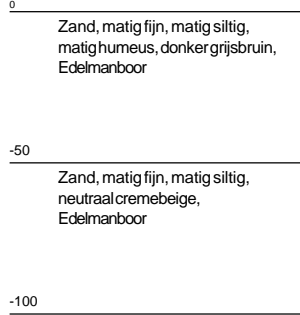 0
Zand, matig fijn, matig siltig,
matig humeus, donker grijsbruin,
Edelmanboor
-50
Zand, matig fijn, matig siltig,
neutraal cremebeige,
Edelmanboor
-100